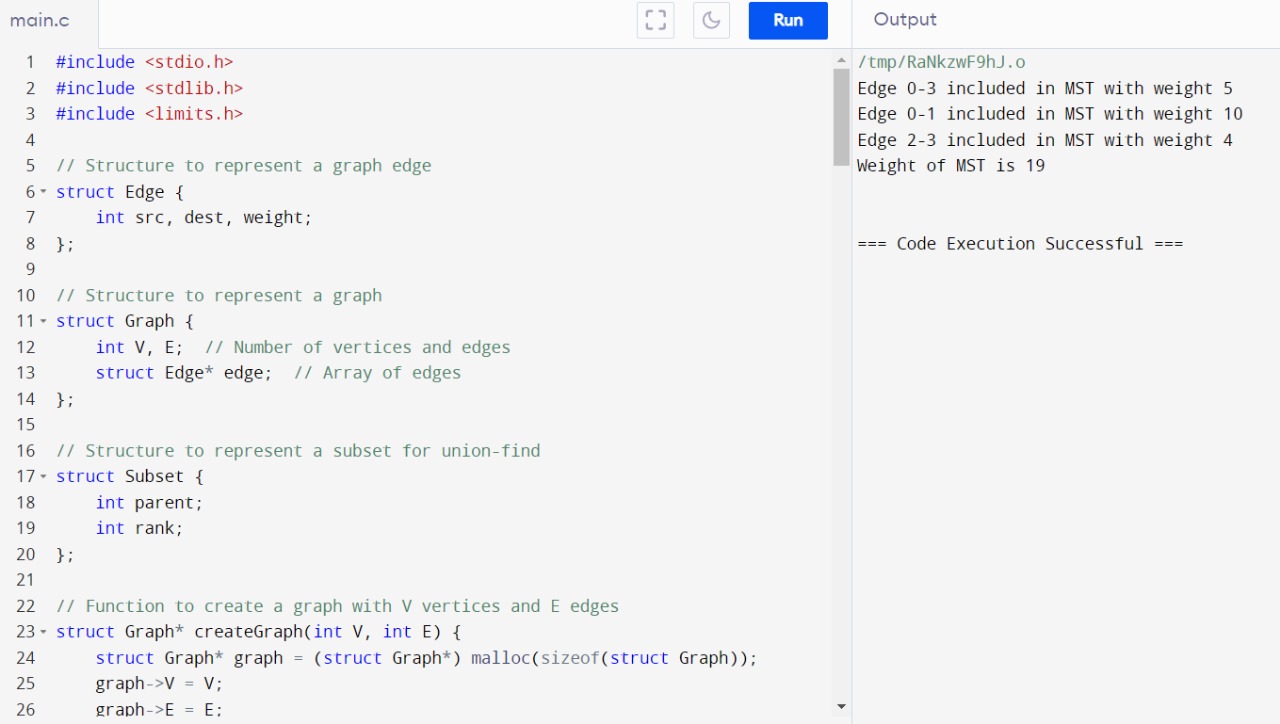 main.c
Run
Output
1 #include <stdio.h>
2 #include <stdlib.h>
3 #include <limits.h>
4
5 // Structure to represent a graph edge
6 struct Edge {
7     int src, dest, weight;
8 };
9
10 // Structure to represent a graph
11 struct Graph {
12     int V, E;  // Number of vertices and edges
13     struct Edge* edge;  // Array of edges
14 };
15
16 // Structure to represent a subset for union-find
17 struct Subset {
18     int parent;
19     int rank;
20 };
21
22 // Function to create a graph with V vertices and E edges
23 struct Graph* createGraph(int V, int E) {
24     struct Graph* graph = (struct Graph*) malloc(sizeof(struct Graph));
25     graph->V = V;
26     graph->E = E;
/tmp/RaNkzwF9hJ.o
Edge 0-3 included in MST with weight 5
Edge 0-1 included in MST with weight 10
Edge 2-3 included in MST with weight 4
Weight of MST is 19
=== Code Execution Successful ===